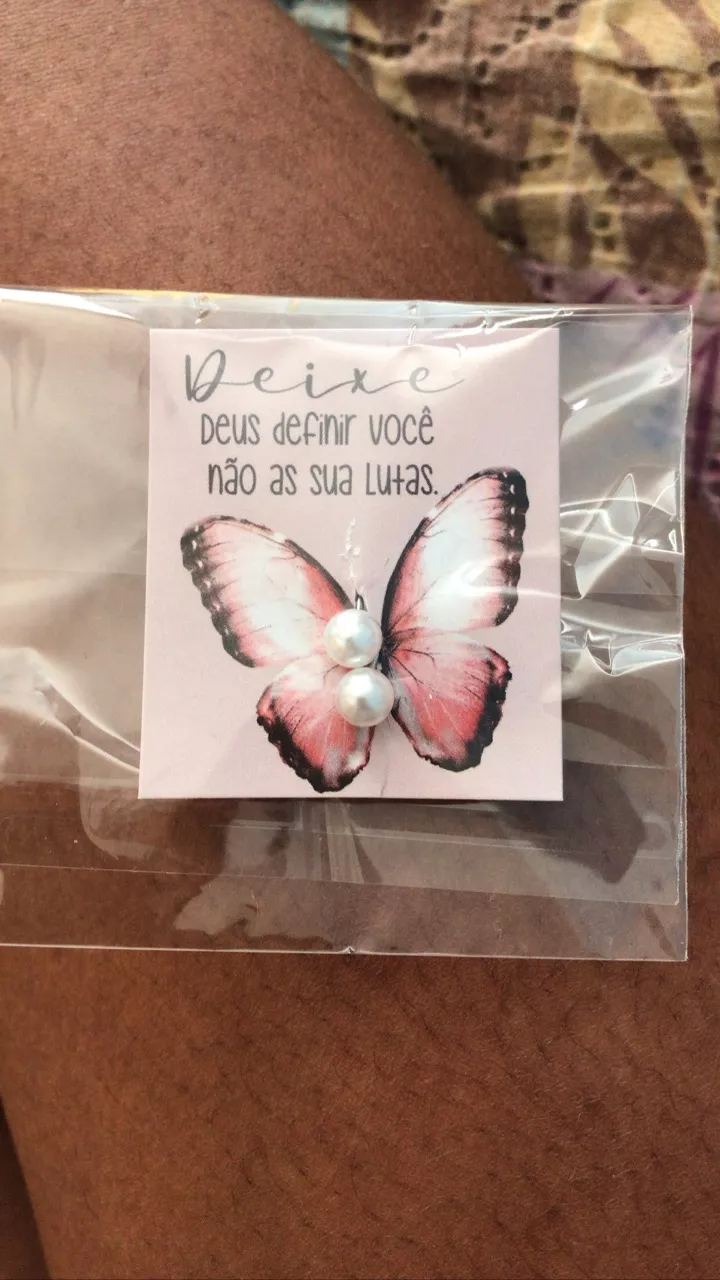 Deixe
Deus definir você
não as sua lutas.